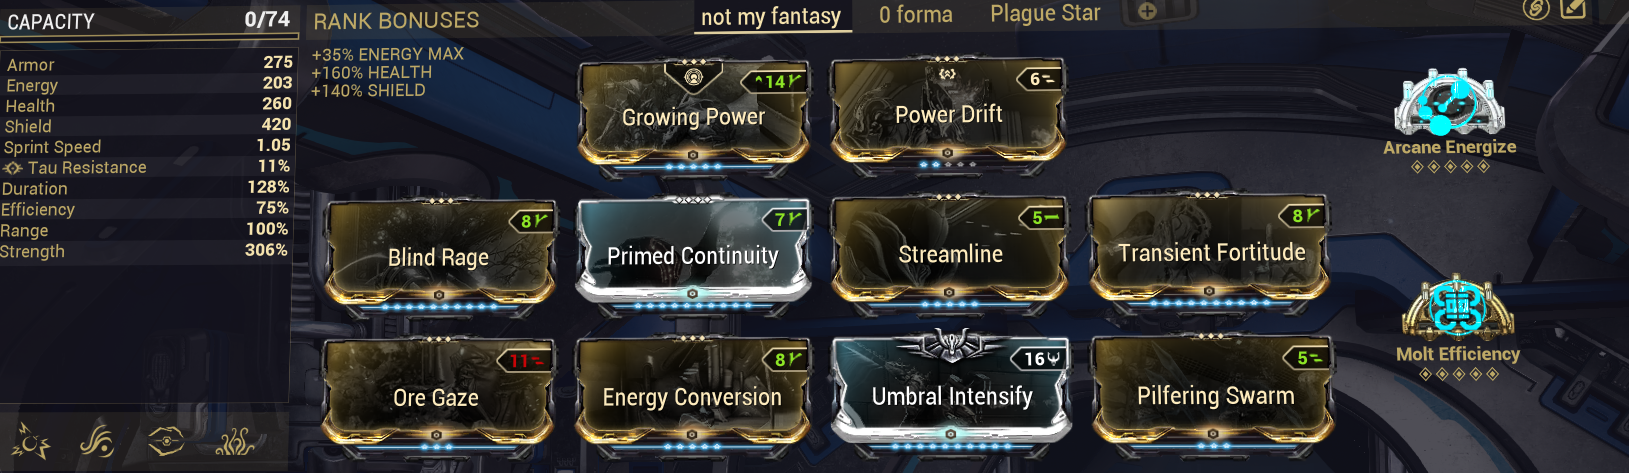 CAPACITY 0/74
Armor 275
Energy 203
Health 260
Shield 420
Sprint Speed 1.05
Tau Resistance 11%
Duration 128%
Efficiency 75%
Range 100%
Strength 306%
RANK BONUSES
+35% ENERGY MAX
+160% HEALTH
+140% SHIELD
not my fantasy 0 forma Plague Star
14
Growing Power
6
Power Drift
8
Blind Rage
7
Primed Continuity
5
Streamline
8
Transient Fortitude
11
Ore Gaze
8
Energy Conversion
16
Umbral Intensify
5
Pilfering Swarm
Arcane Energize
Molt Efficiency